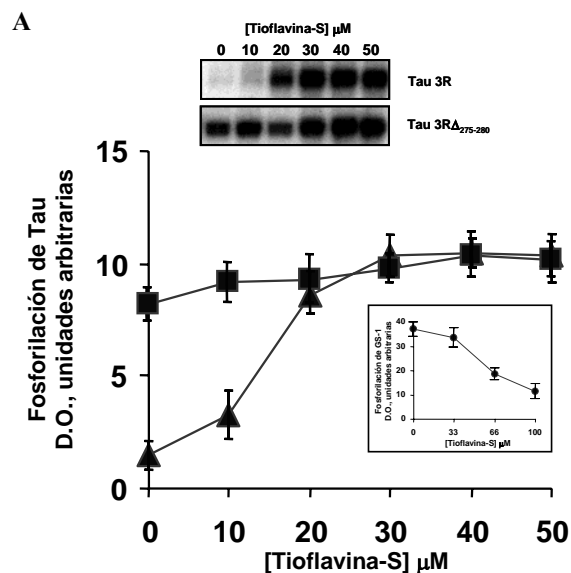 A
[Tioflavina-S] μM
0 10 20 30 40 50
Tau 3R
Tau 3RΔ275-280
15
10
5
0
Fosforilación de Tau
D.O., unidades arbitrarias
0 10 20 30 40 50
[Tioflavina-S] μM
Fosforilación de GS-1
D.O., unidades arbitrarias
40
30
20
10
0
0 33 66 100
[Tioflavina-S] μM